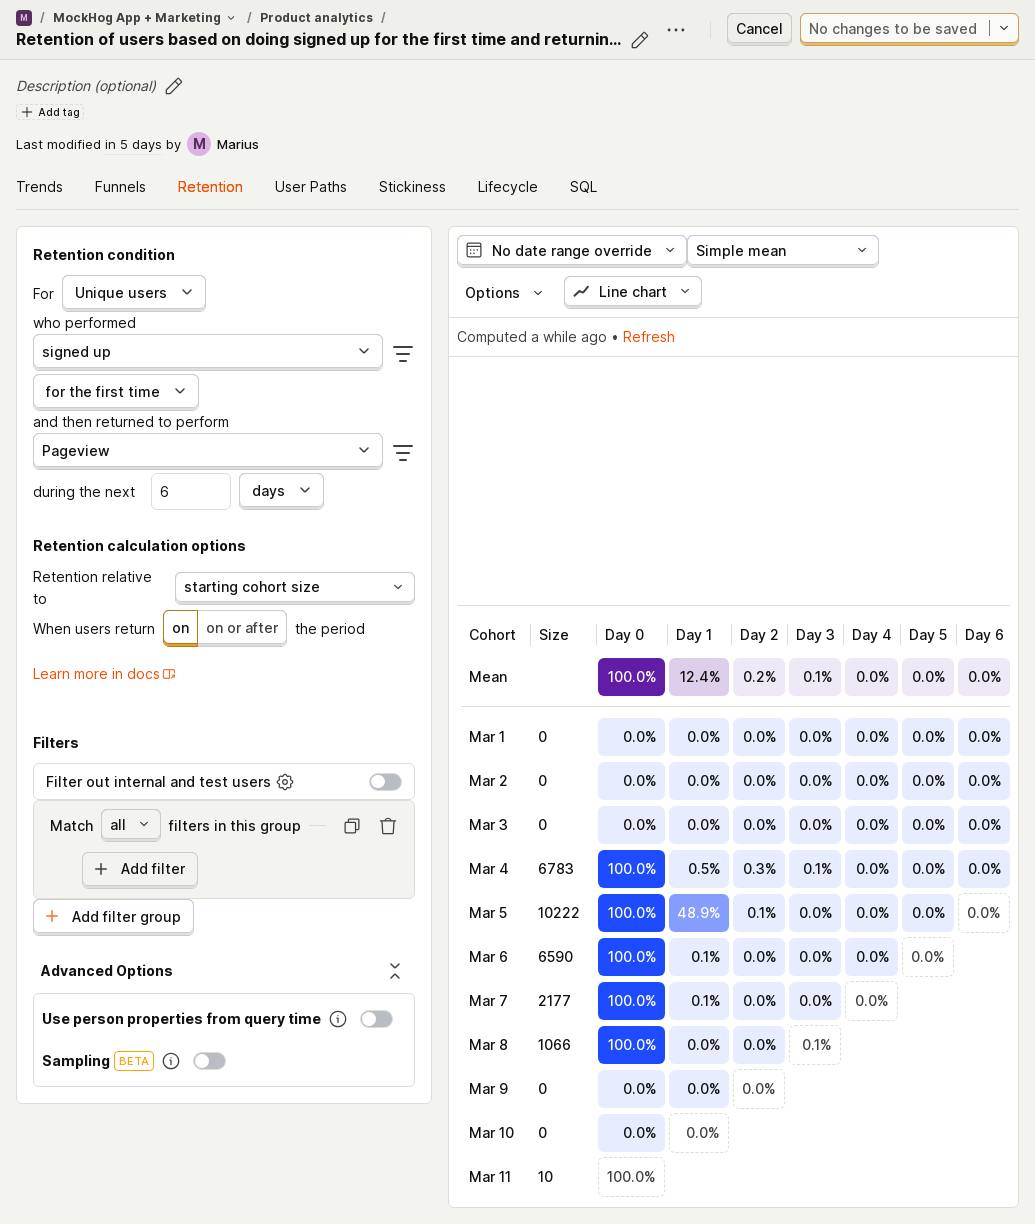 M / MockHog App + Marketing / Product analytics /
Retention of users based on doing signed up for the first time and returnin...
Cancel
No changes to be saved
Description (optional)
Add tag
Last modified in 5 days by M Marius
Trends Funnels Retention User Paths Stickiness Lifecycle SQL
Retention condition
For Unique users
who performed
signed up
for the first time
and then returned to perform
Pageview
during the next 6 days
Retention calculation options
Retention relative
to
starting cohort size
When users return on on or after the period
Learn more in docs
Filters
Filter out internal and test users
Match all filters in this group
Add filter
Add filter group
Advanced Options
Use person properties from query time
Sampling BETA
No date range override Simple mean
Options Line chart
Computed a while ago • Refresh
Cohort Size Day 0 Day 1 Day 2 Day 3 Day 4 Day 5 Day 6
Mean 100.0% 12.4% 0.2% 0.1% 0.0% 0.0% 0.0%
Mar 1 0 0.0% 0.0% 0.0% 0.0% 0.0% 0.0% 0.0%
Mar 2 0 0.0% 0.0% 0.0% 0.0% 0.0% 0.0% 0.0%
Mar 3 0 0.0% 0.0% 0.0% 0.0% 0.0% 0.0% 0.0%
Mar 4 6783 100.0% 0.5% 0.3% 0.1% 0.0% 0.0% 0.0%
Mar 5 10222 100.0% 48.9% 0.1% 0.0% 0.0% 0.0% 0.0%
Mar 6 6590 100.0% 0.1% 0.0% 0.0% 0.0% 0.0%
Mar 7 2177 100.0% 0.1% 0.0% 0.0% 0.0%
Mar 8 1066 100.0% 0.0% 0.0% 0.1%
Mar 9 0 0.0% 0.0% 0.0%
Mar 10 0 0.0% 0.0%
Mar 11 10 100.0%